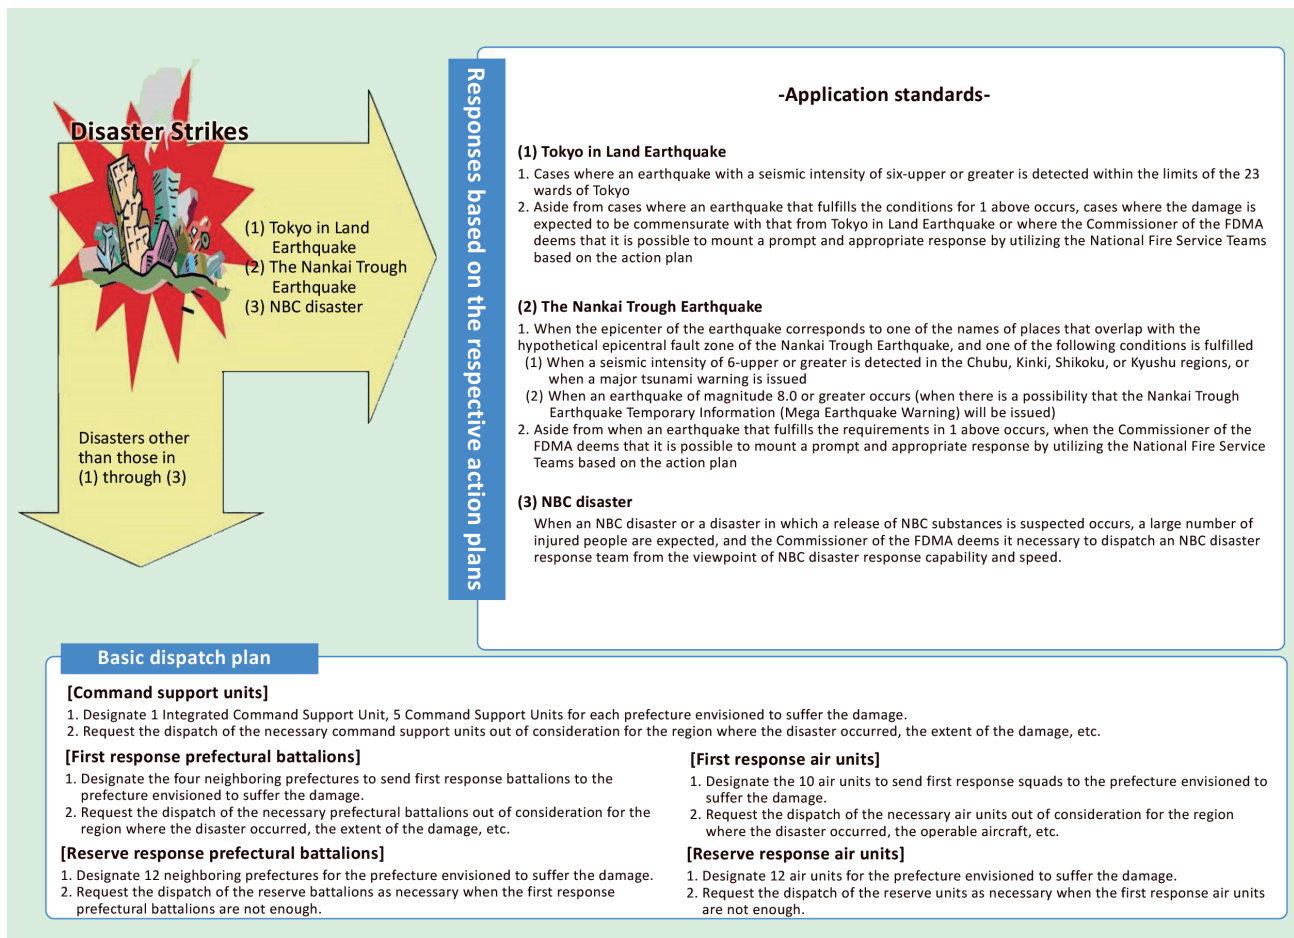 Disaster Strikes
(1) Tokyo in Land
Earthquake
(2) The Nankai Trough
Earthquake
(3) NBC disaster
Disasters other
than those in
(1) through (3)
Responses based on the respective action plans
-Application standards-
(1) Tokyo in Land Earthquake
1. Cases where an earthquake with a seismic intensity of six-upper or greater is detected within the limits of the 23
wards of Tokyo
2. Aside from cases where an earthquake that fulfills the conditions for 1 above occurs, cases where the damage is
expected to be commensurate with that from Tokyo in Land Earthquake or where the Commissioner of the FDMA
deems that it is possible to mount a prompt and appropriate response by utilizing the National Fire Service Teams
based on the action plan
(2) The Nankai Trough Earthquake
1. When the epicenter of the earthquake corresponds to one of the names of places that overlap with the
hypothetical epicentral fault zone of the Nankai Trough Earthquake, and one of the following conditions is fulfilled
(1) When a seismic intensity of 6-upper or greater is detected in the Chubu, Kinki, Shikoku, or Kyushu regions, or
when a major tsunami warning is issued
(2) When an earthquake of magnitude 8.0 or greater occurs (when there is a possibility that the Nankai Trough
Earthquake Temporary Information (Mega Earthquake Warning) will be issued)
2. Aside from when an earthquake that fulfills the requirements in 1 above occurs, when the Commissioner of the
FDMA deems that it is possible to mount a prompt and appropriate response by utilizing the National Fire Service
Teams based on the action plan
(3) NBC disaster
When an NBC disaster or a disaster in which a release of NBC substances is suspected occurs, a large number of
injured people are expected, and the Commissioner of the FDMA deems it necessary to dispatch an NBC disaster
response team from the viewpoint of NBC disaster response capability and speed.
Basic dispatch plan
[Command support units]
1. Designate 1 Integrated Command Support Unit, 5 Command Support Units for each prefecture envisioned to suffer the damage.
2. Request the dispatch of the necessary command support units out of consideration for the region where the disaster occurred, the extent of the damage, etc.
[First response prefectural battalions]
1. Designate the four neighboring prefectures to send first response battalions to the
prefecture envisioned to suffer the damage.
2. Request the dispatch of the necessary prefectural battalions out of consideration for the
region where the disaster occurred, the extent of the damage, etc.
[Reserve response prefectural battalions]
1. Designate 12 neighboring prefectures for the prefecture envisioned to suffer the damage.
2. Request the dispatch of the reserve battalions as necessary when the first response
prefectural battalions are not enough.
[First response air units]
1. Designate the 10 air units to send first response squads to the prefecture envisioned to
suffer the damage.
2. Request the dispatch of the necessary air units out of consideration for the region
where the disaster occurred, the operable aircraft, etc.
[Reserve response air units]
1. Designate 12 air units for the prefecture envisioned to suffer the damage.
2. Request the dispatch of the reserve units as necessary when the first response air units
are not enough.